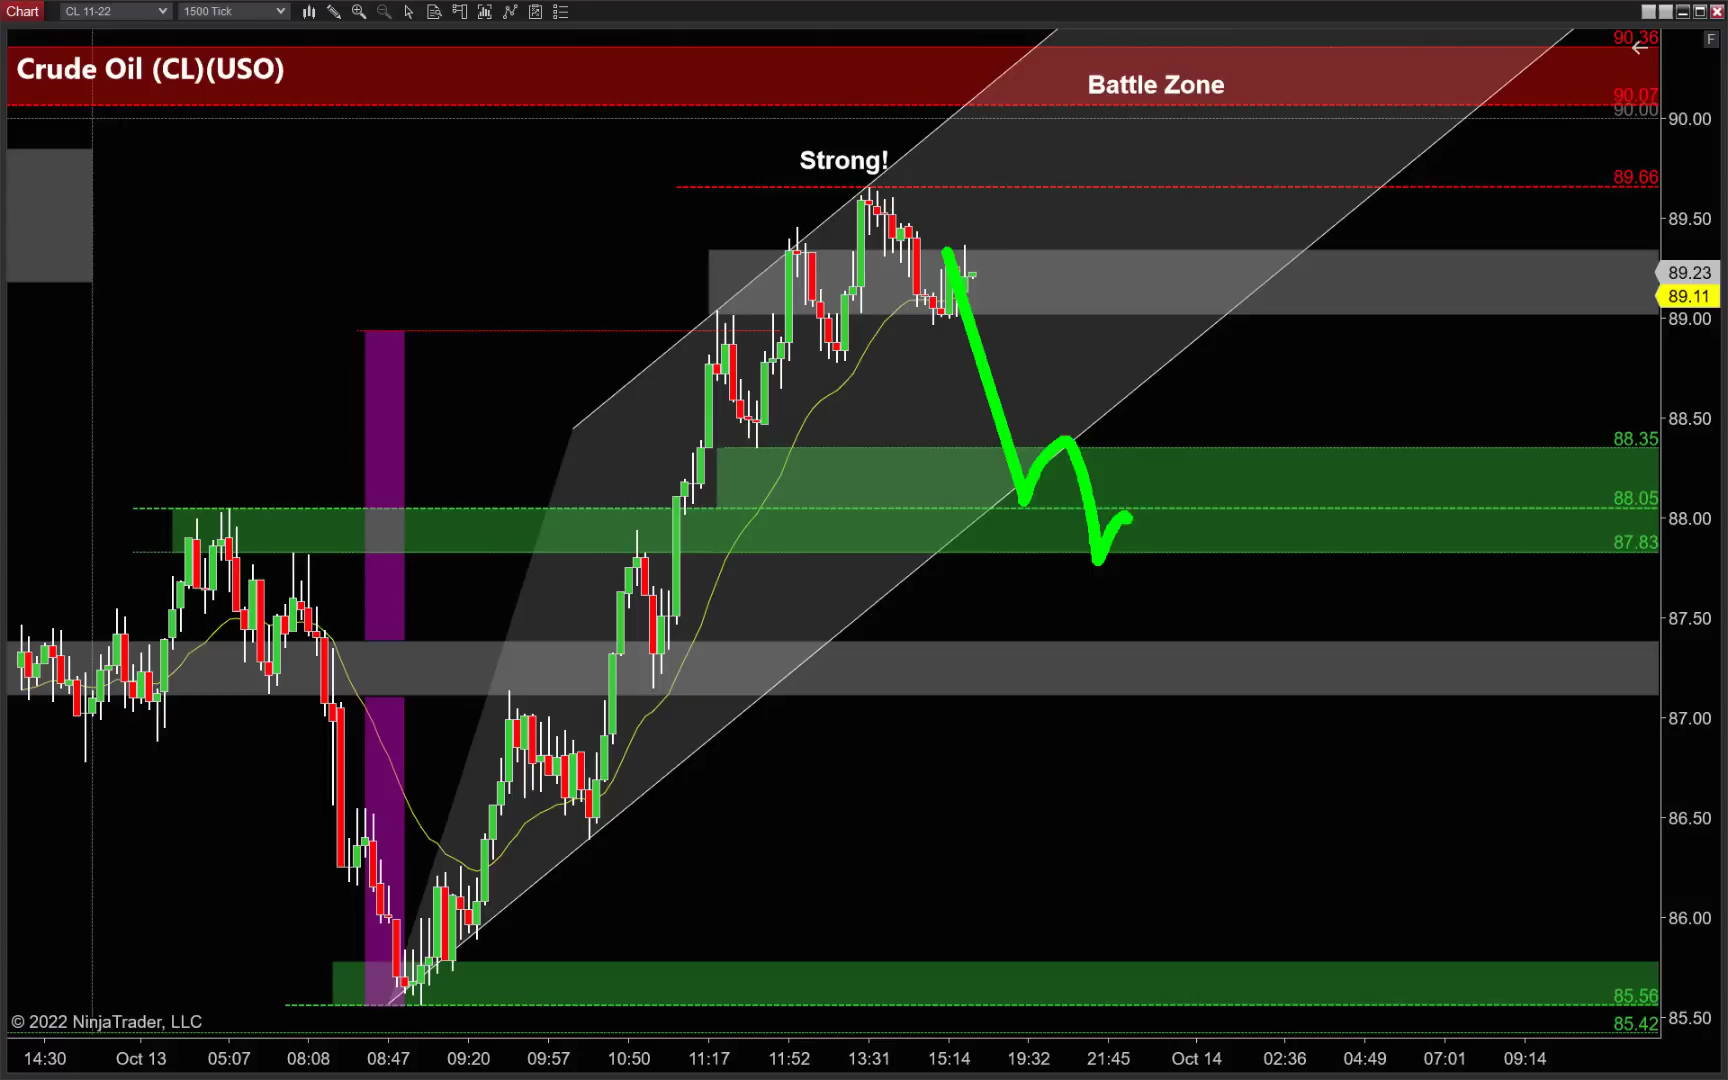 Chart
CL 11-22
1500 Tick
F
Crude Oil (CL)(USO)
Battle Zone
Strong!
90.36
90.07
90.00
90.00
89.66
89.50
89.23
89.11
89.00
88.50
88.35
88.05
88.00
87.83
87.50
87.00
86.50
86.00
85.56
85.50
85.42
© 2022 NinjaTrader, LLC
14:30 Oct 13 05:07 08:08 08:47 09:20 09:57 10:50 11:17 11:52 13:31 15:14 19:32 21:45 Oct 14 02:36 04:49 07:01 09:14